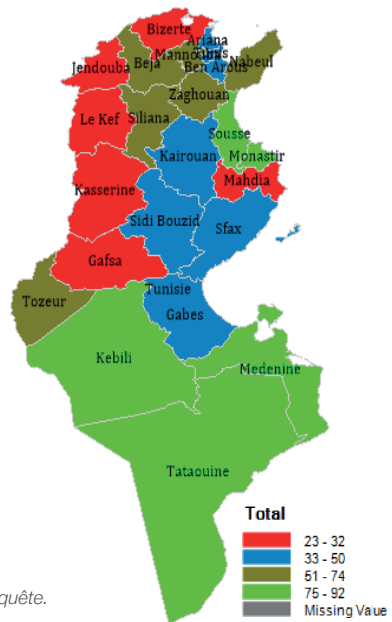 Bizerte
Ariana
Tunis
Mannouba
Beja
Nabeul
Jendouba
Ben Arous
Zaghouan
Le Kef
Siliana
Sousse
Kairouan
Monastir
Mahdia
Kasserine
Sidi Bouzid
Sfax
Gafsa
Tunisie
Tozeur
Gabes
Kebili
Medenine
Tataouine
Total
23 - 32
33 - 50
51 - 74
75 - 92
Missing Vaue
quête.